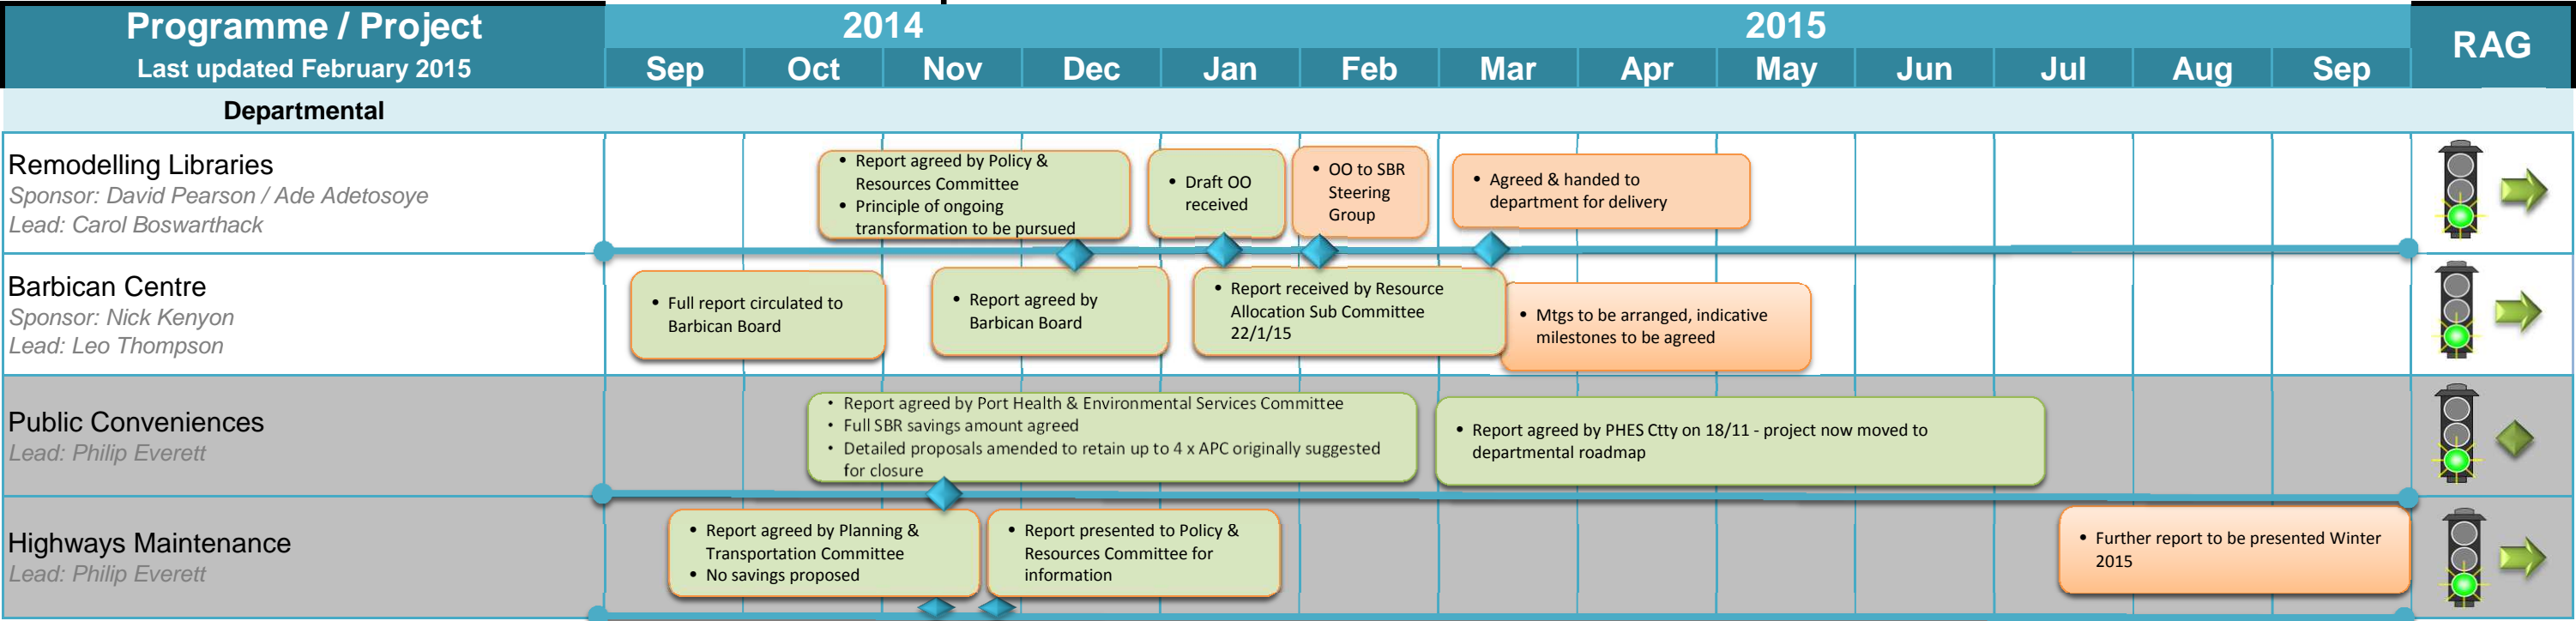 Programme / Project
Last updated February 2015
2014
2015
RAG
Sep Oct Nov Dec Jan Feb Mar Apr May Jun Jul Aug Sep
Departmental
Remodelling Libraries
Sponsor: David Pearson / Ade Adetosoye
Lead: Carol Boswarthack
• Report agreed by Policy &
Resources Committee
• Principle of ongoing
transformation to be pursued
• Draft OO
received
• OO to SBR
Steering
Group
• Agreed & handed to
department for delivery
Barbican Centre
Sponsor: Nick Kenyon
Lead: Leo Thompson
• Full report circulated to
Barbican Board
• Report agreed by
Barbican Board
• Report received by Resource
Allocation Sub Committee
22/1/15
• Mtgs to be arranged, indicative
milestones to be agreed
Public Conveniences
Lead: Philip Everett
• Report agreed by Port Health & Environmental Services Committee
• Full SBR savings amount agreed
• Detailed proposals amended to retain up to 4 x APC originally suggested
for closure
• Report agreed by PHES Ctty on 18/11 - project now moved to
departmental roadmap
Highways Maintenance
Lead: Philip Everett
• Report agreed by Planning &
Transportation Committee
• No savings proposed
• Report presented to Policy &
Resources Committee for
information
• Further report to be presented Winter
2015